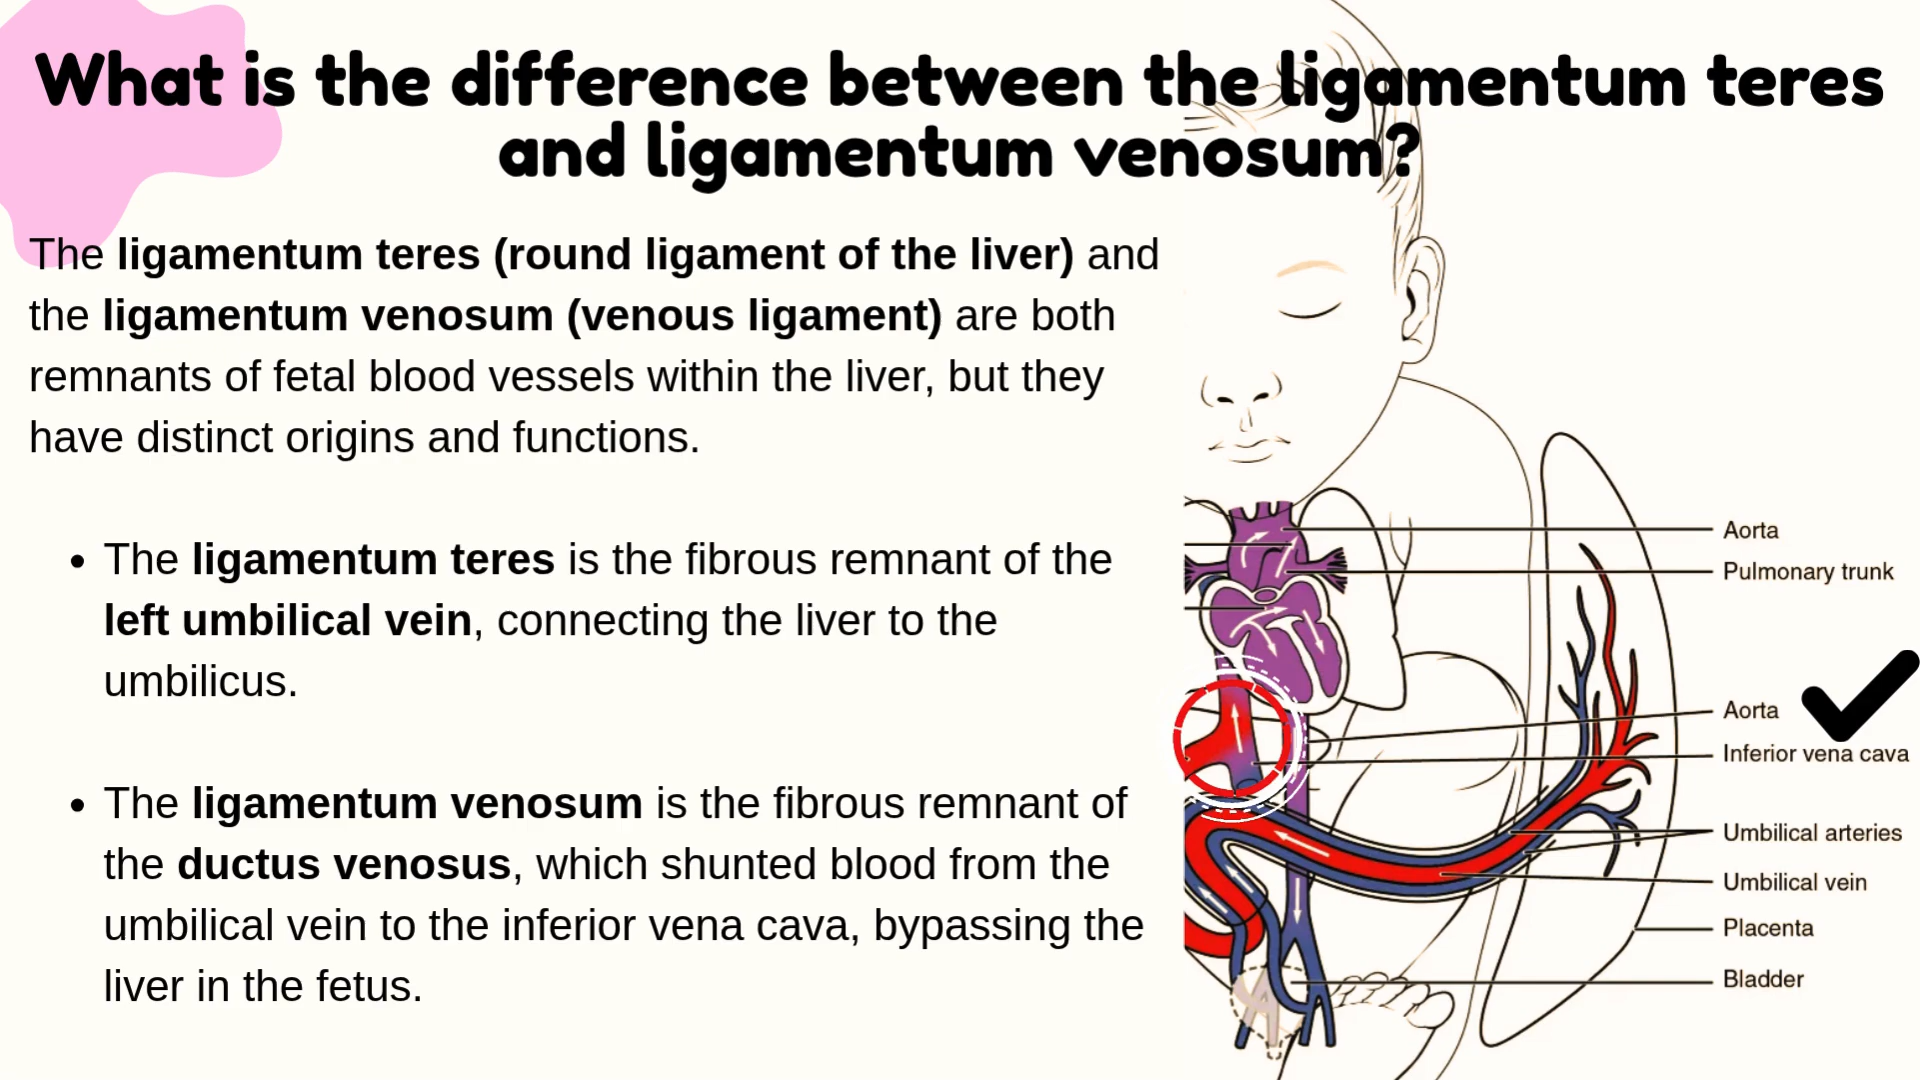 What is the difference between the ligamentum teres
and ligamentum venosum?
The ligamentum teres (round ligament of the liver) and
the ligamentum venosum (venous ligament) are both
remnants of fetal blood vessels within the liver, but they
have distinct origins and functions.
• The ligamentum teres is the fibrous remnant of the
left umbilical vein, connecting the liver to the
umbilicus.
• The ligamentum venosum is the fibrous remnant of
the ductus venosus, which shunted blood from the
umbilical vein to the inferior vena cava, bypassing the
liver in the fetus.
Aorta
Pulmonary trunk
Aorta
Inferior vena cava
Umbilical arteries
Umbilical vein
Placenta
Bladder